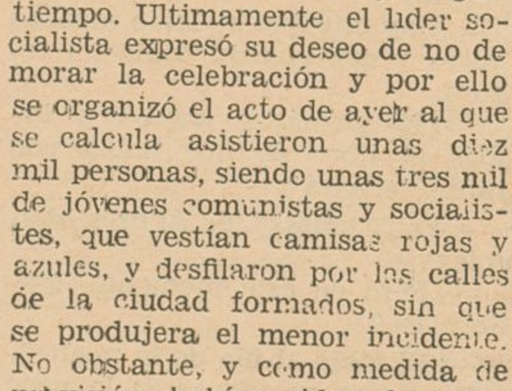 tiempo. Ultimamente el lider so-
cialista expresó su deseo de no de
morar la celebración y por ello
se organizó el acto de ayer al que
se calcula asistieron unas diez
mil personas, siendo unas tres mil
de jóvenes comunistas y socialis-
tes, que vestían camisas rojas y
azules, y desfilaron por las calles
de la ciudad formados, sin que
se produjera el menor incidente.
No obstante, y como medida de